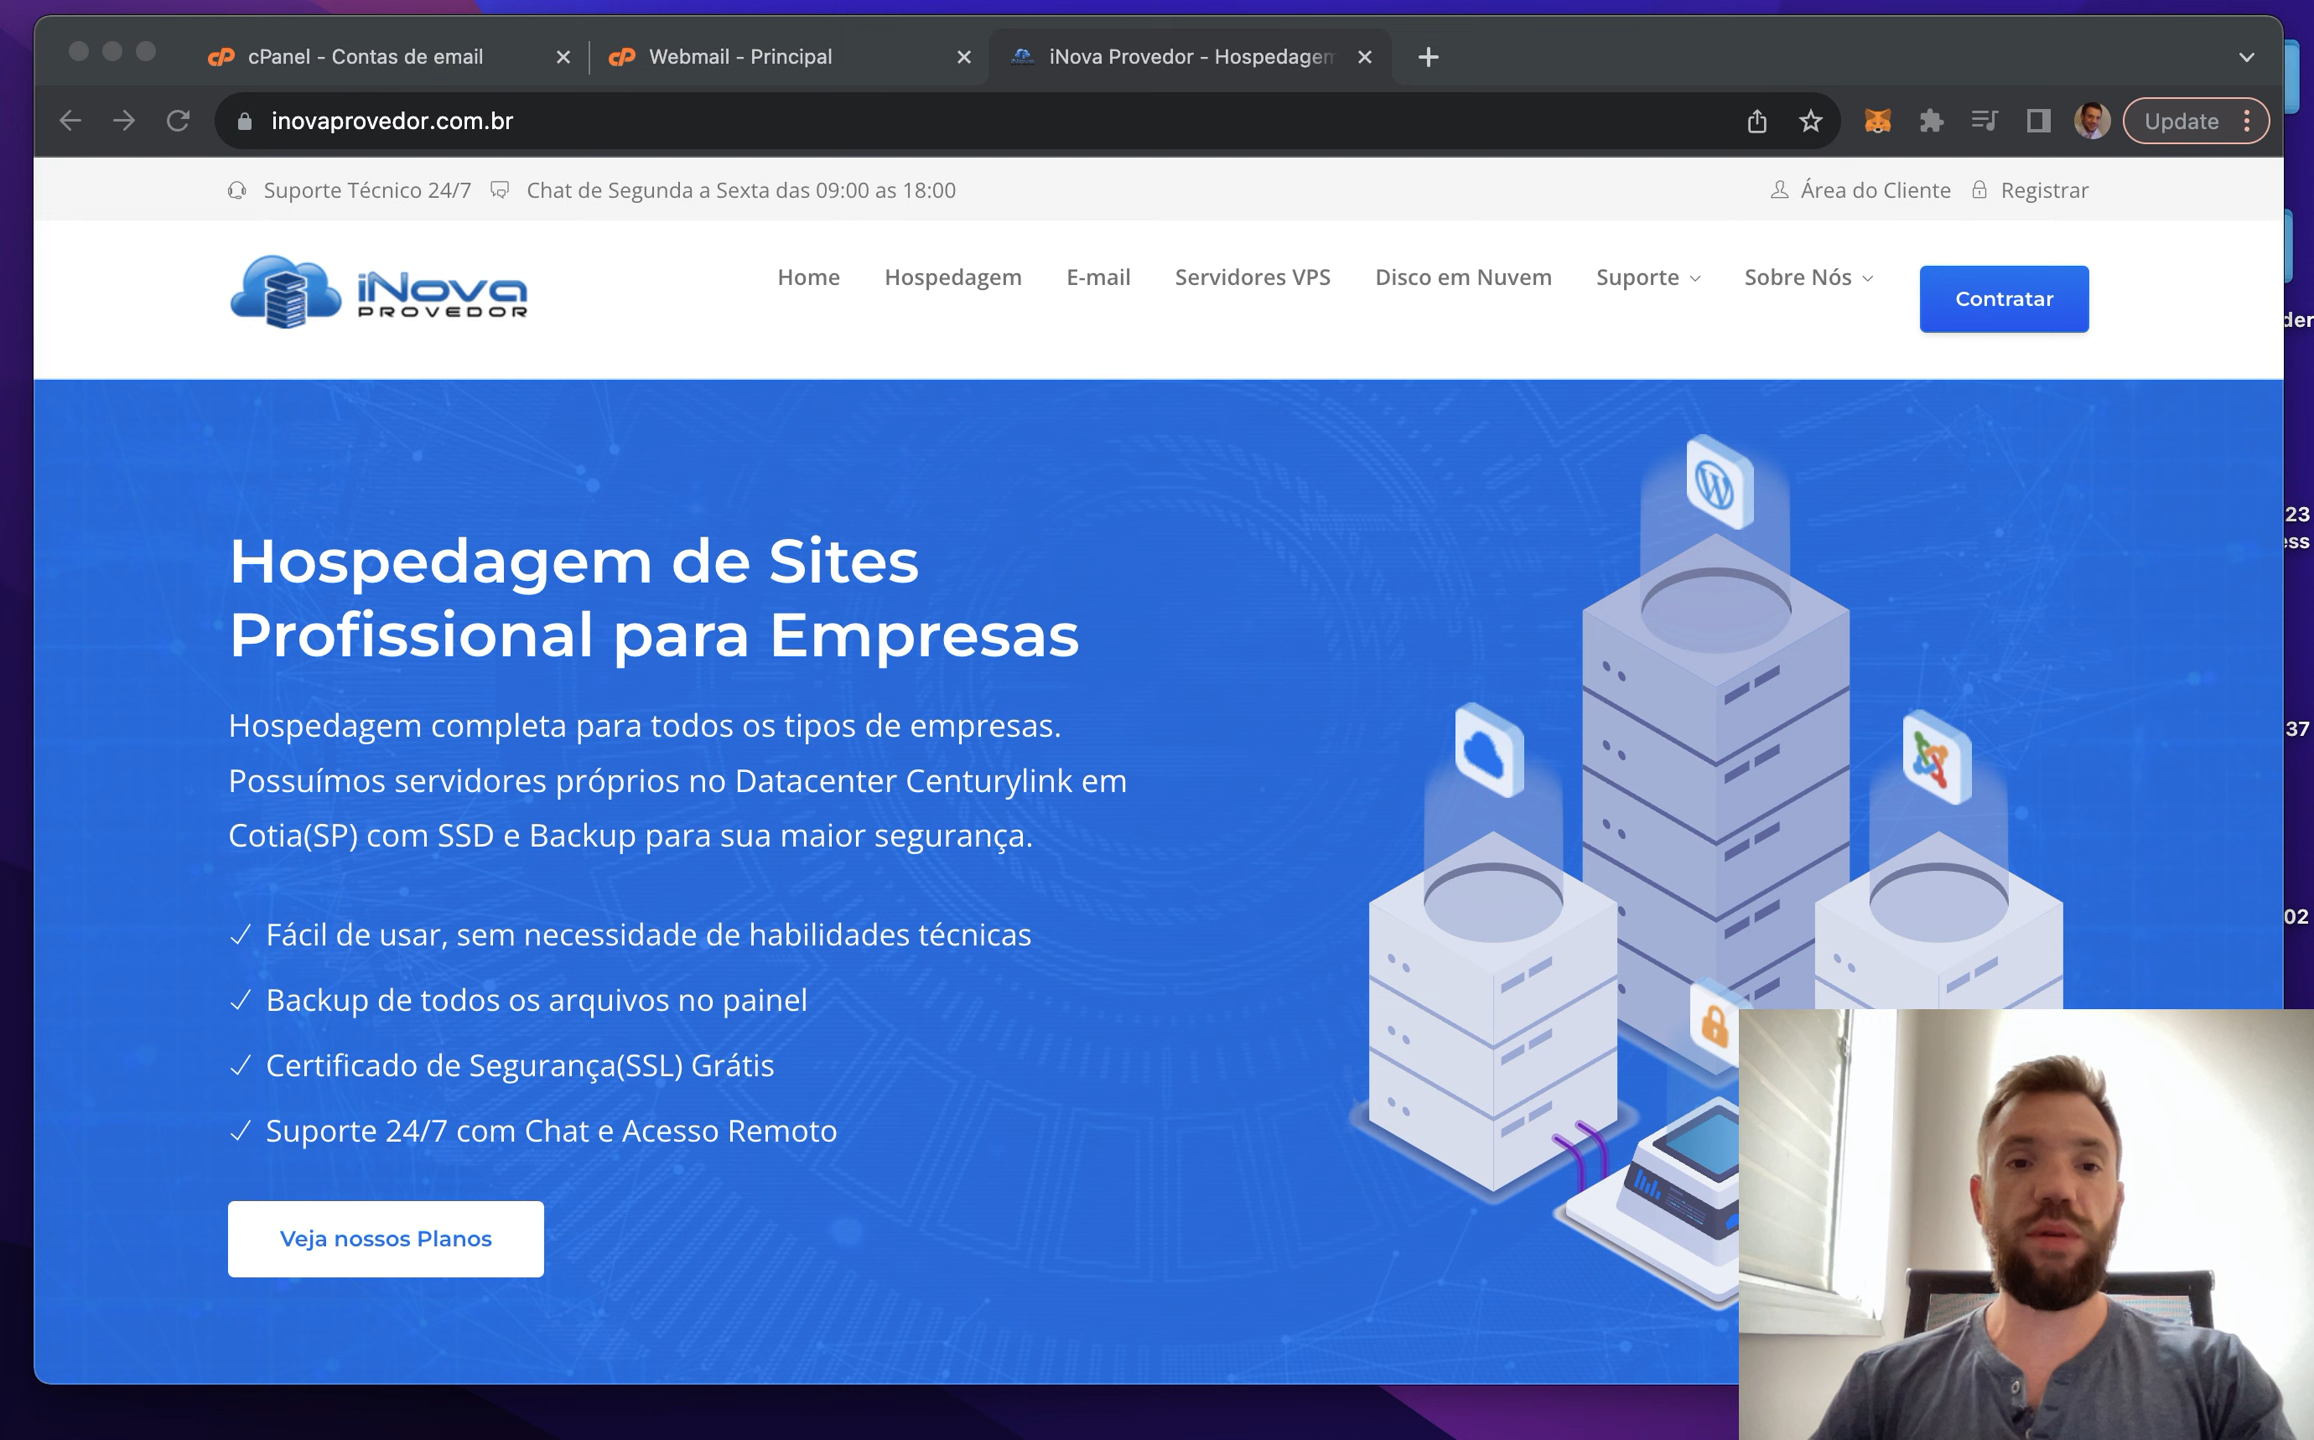 cPanel - Contas de email
Webmail - Principal
iNova Provedor - Hospedagem
inovaprovedor.com.br
Update
Suporte Técnico 24/7
Chat de Segunda a Sexta das 09:00 as 18:00
Área do Cliente
Registrar
iNova
PROVEDOR
Home
Hospedagem
E-mail
Servidores VPS
Disco em Nuvem
Suporte
Sobre Nós
Contratar
Hospedagem de Sites
Profissional para Empresas
Hospedagem completa para todos os tipos de empresas.
Possuímos servidores próprios no Datacenter Centurylink em
Cotia(SP) com SSD e Backup para sua maior segurança.
Fácil de usar, sem necessidade de habilidades técnicas
Backup de todos os arquivos no painel
Certificado de Segurança(SSL) Grátis
Suporte 24/7 com Chat e Acesso Remoto
Veja nossos Planos
der
23
ess
37
02